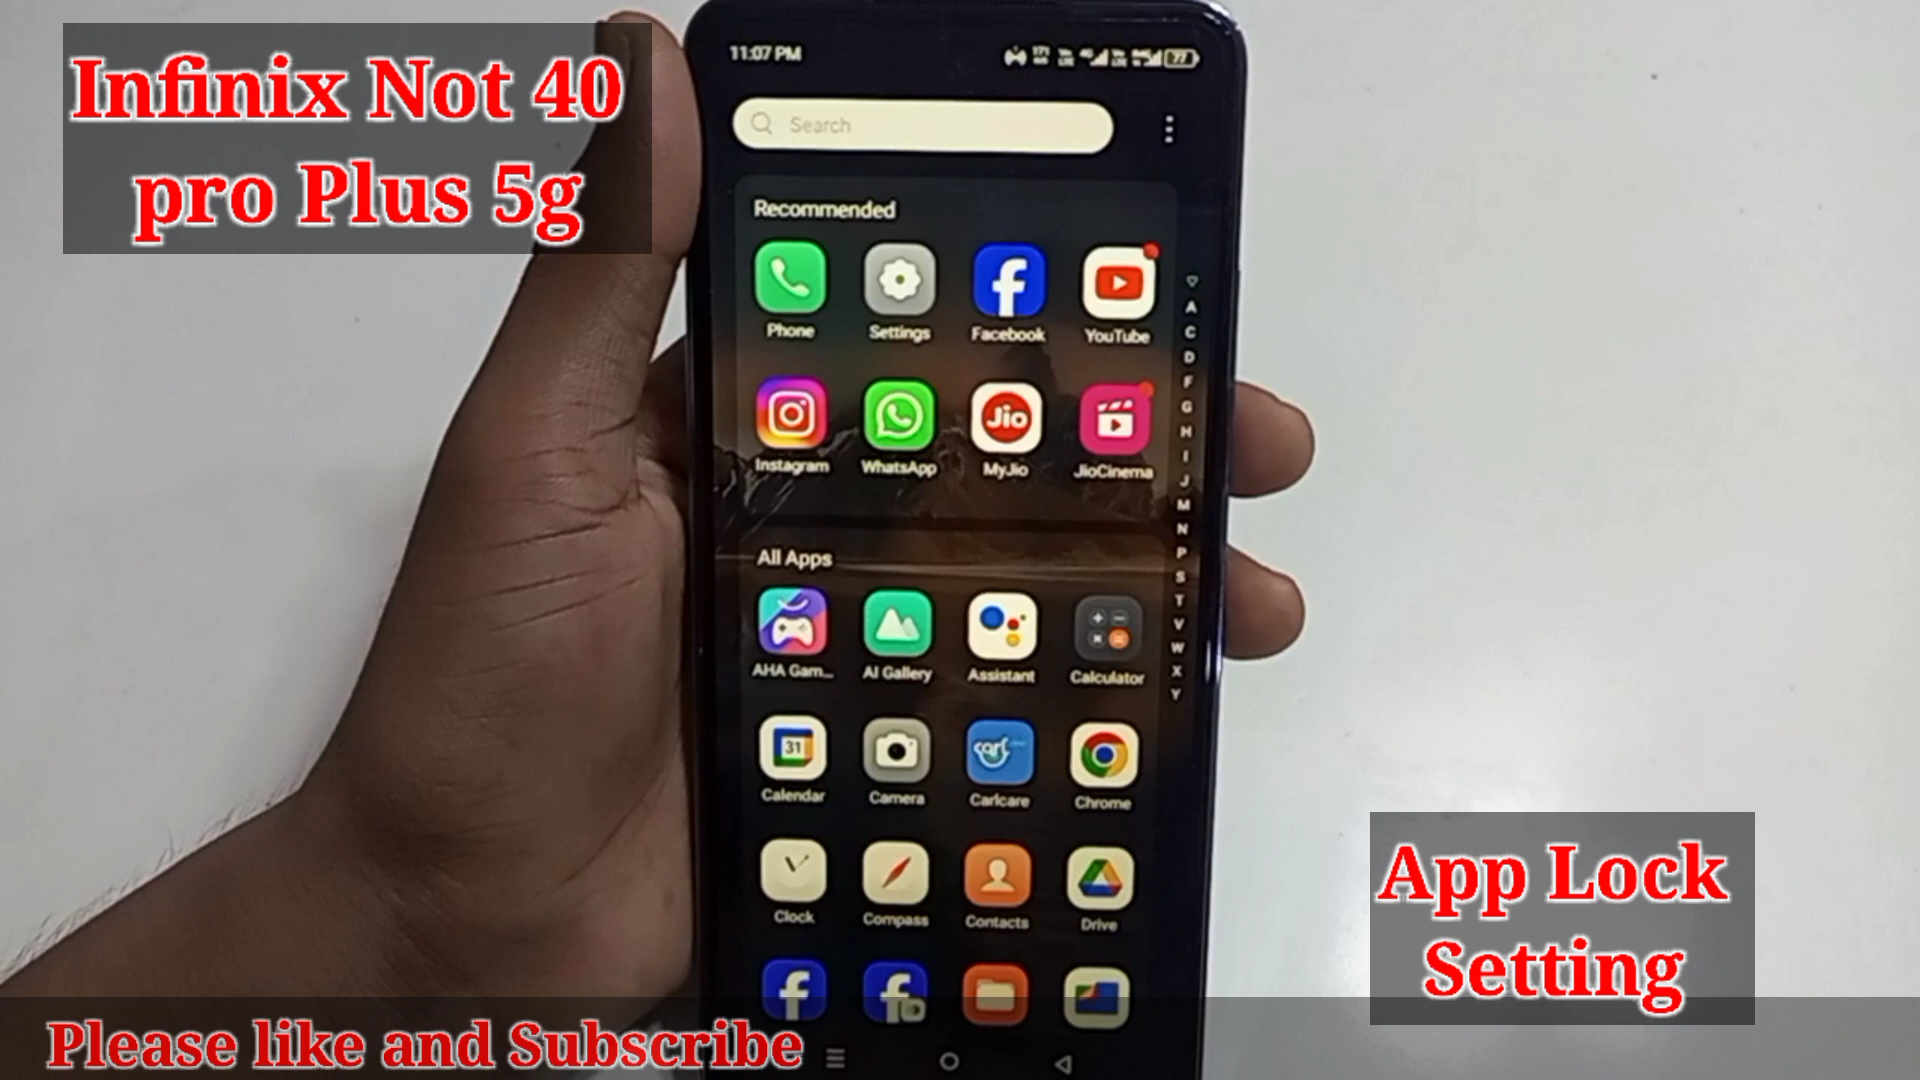 Infinix Not 40
pro Plus 5g
11:07 PM
77
Search
Recommended
Phone Settings Facebook YouTube
Jio
Instagram WhatsApp MyJio JioCinema
A
C
D
F
G
H
I
J
M
N
P
S
T
V
W
X
Y
All Apps
AHA Gam... AI Gallery Assistant Calculator
31
Calendar Camera Carlcare Chrome
Clock Compass Contacts Drive
App Lock
Setting
Please like and Subscribe